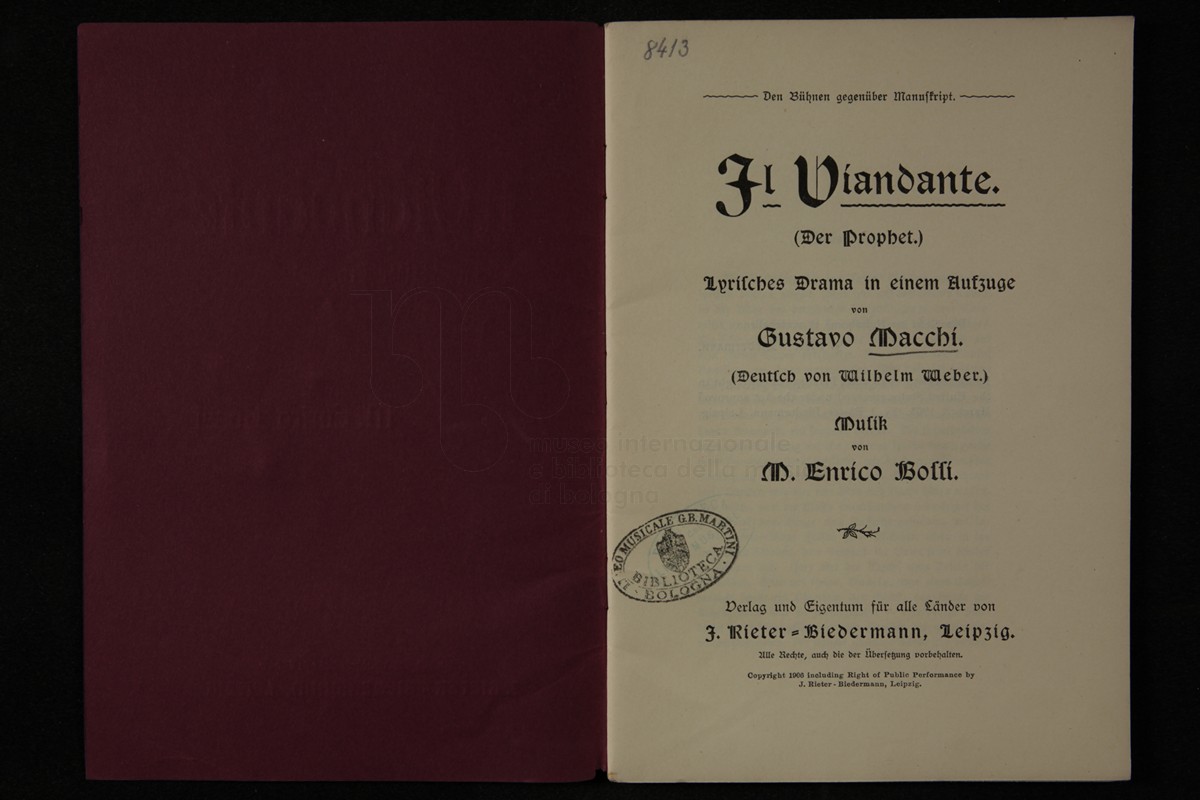 8413
Den Bühnen gegenüber Manuſkript.
Il Viandante.
(Der Prophet.)
Lyriſches Drama in einem Aufzuge
von
Gustavo Macchi.
(Deutſch von Wilhelm Weber.)
Muſik
von
M. Enrico Boſſi.
museo internazionale
e biblioteca della
di bologna
LICEO MUSICALE G.B. MARTINI
BIBLIOTECA
BOLOGNA
Verlag und Eigentum für alle Länder von
J. Rieter-Biedermann, Leipzig.
Alle Rechte, auch die der Überſetzung vorbehalten.
Copyright 1906 including Right of Public Performance by
J. Rieter-Biedermann, Leipzig.